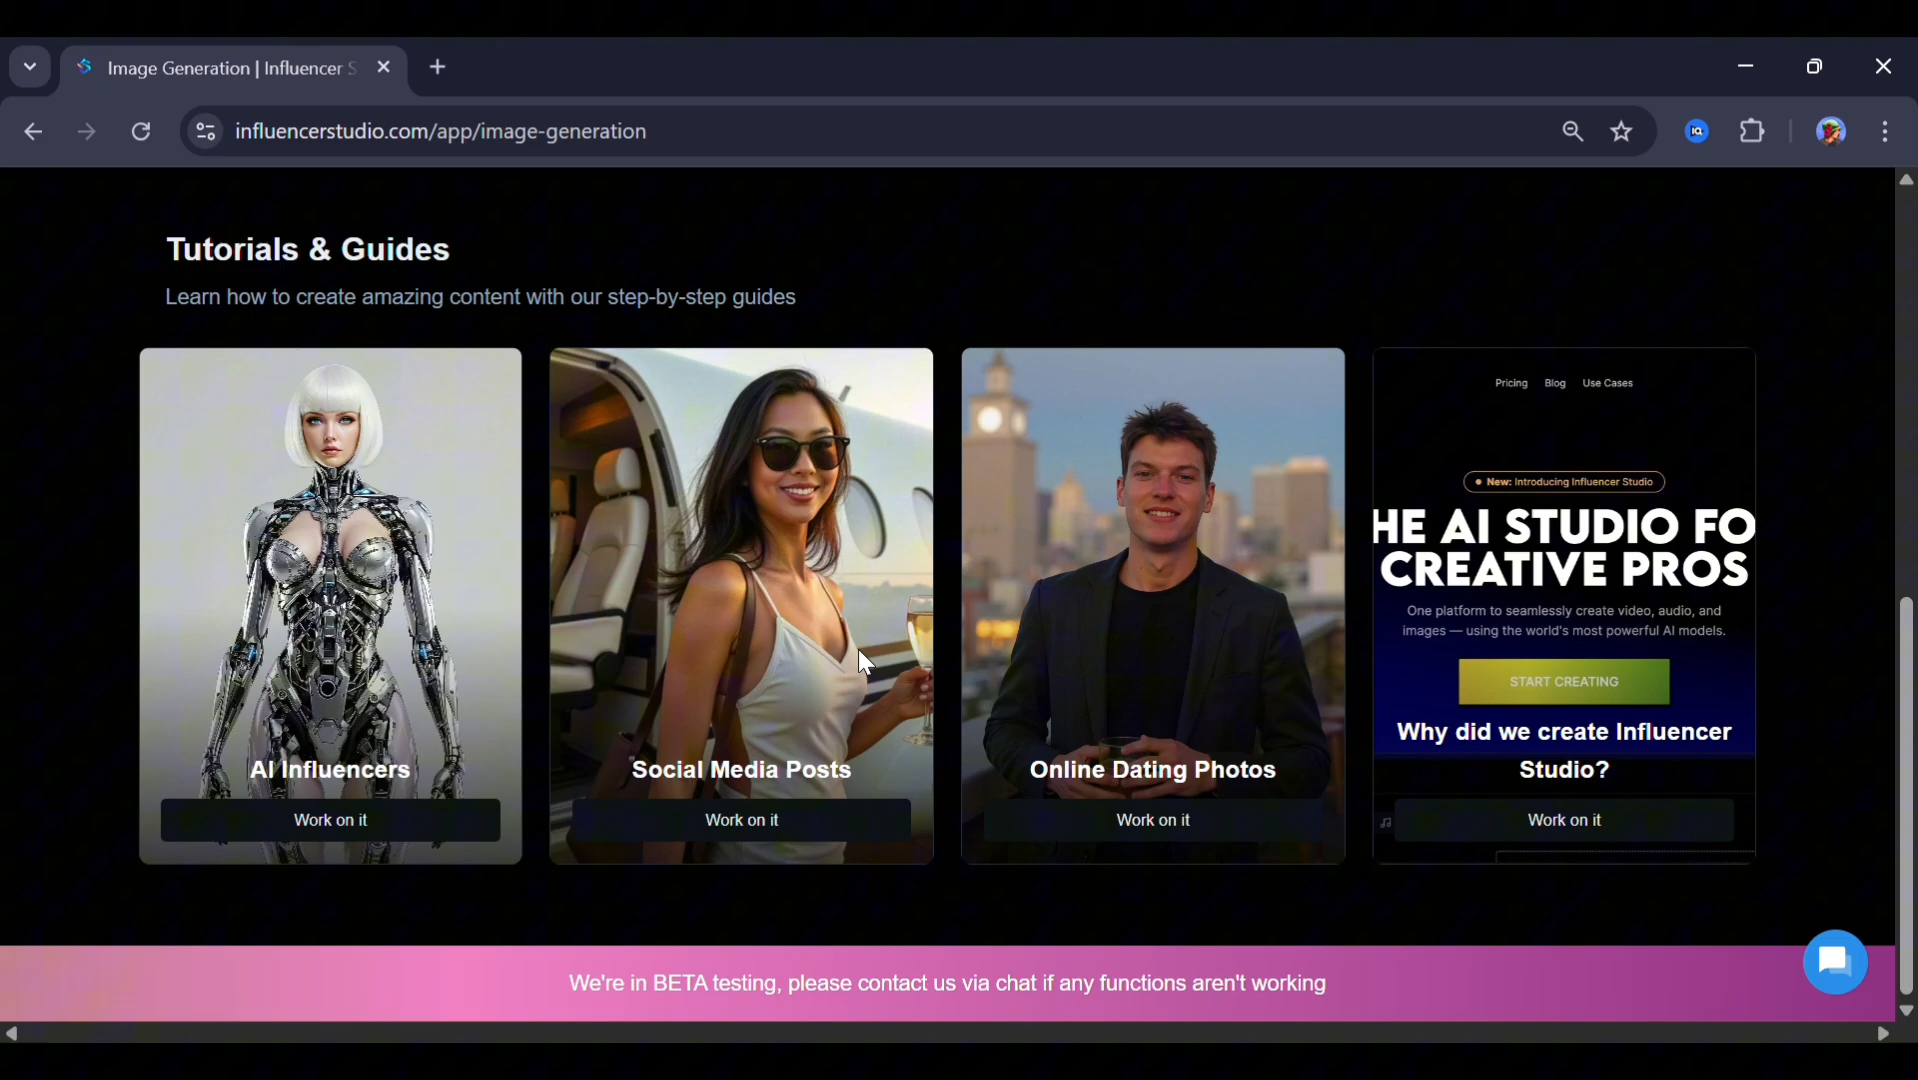 Image Generation | Influencer S
influencerstudio.com/app/image-generation
Tutorials & Guides
Learn how to create amazing content with our step-by-step guides
AI Influencers
Work on it
Social Media Posts
Work on it
Online Dating Photos
Work on it
Pricing Blog Use Cases
New: Introducing Influencer Studio
HE AI STUDIO FO
CREATIVE PROS
One platform to seamlessly create video, audio, and
images — using the world's most powerful AI models.
START CREATING
Why did we create Influencer
Studio?
Work on it
We're in BETA testing, please contact us via chat if any functions aren't working